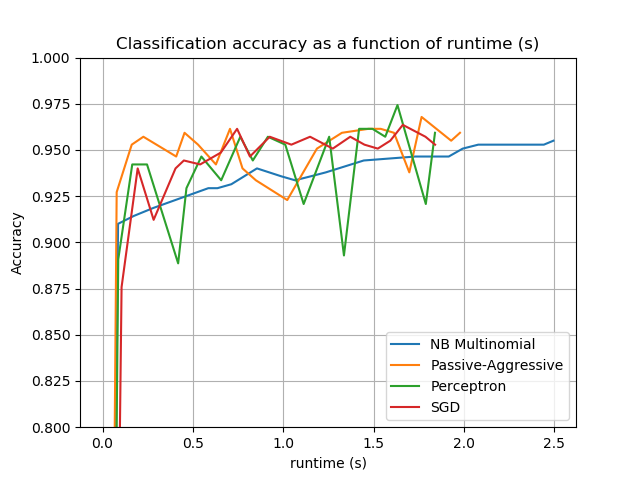 Classification accuracy as a function of runtime (s)
1.000
0.975
0.950
0.925
0.900
0.875
0.850
0.825
0.800
Accuracy
NB Multinomial
Passive-Aggressive
Perceptron
SGD
0.0 0.5 1.0 1.5 2.0 2.5
runtime (s)